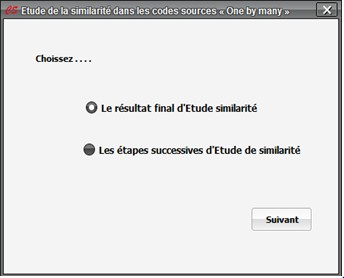 Etude de la similarité dans les codes sources « One by many »
Choissez . . . .
Le résultat final d'Etude similarité
Les étapes successives d'Etude de similarité
Suivant